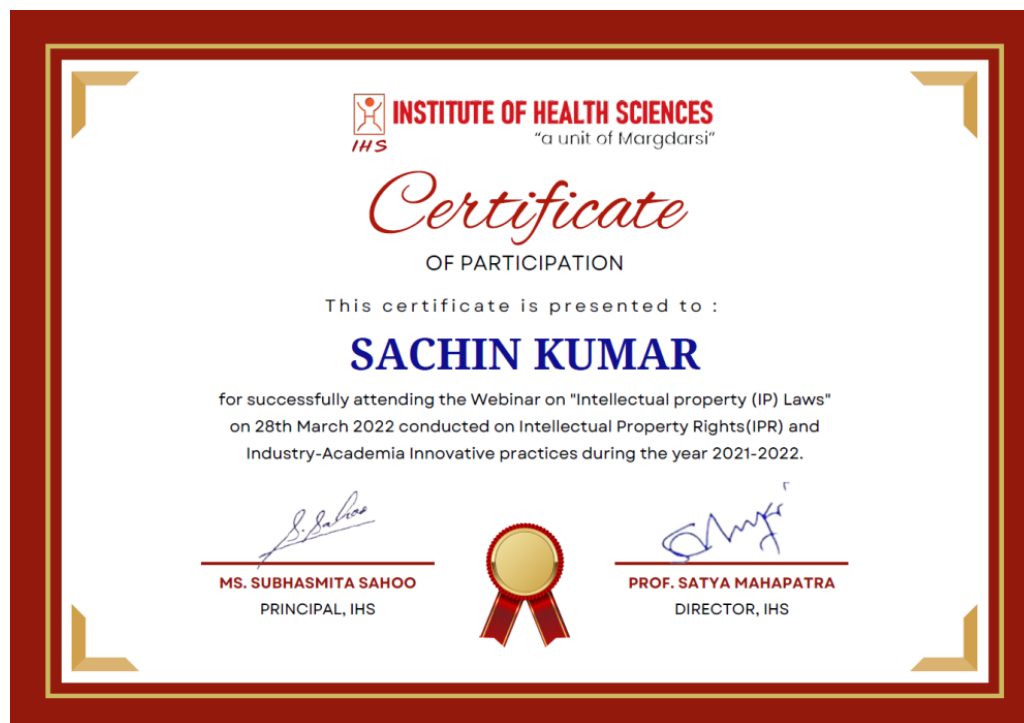 INSTITUTE OF HEALTH SCIENCES
IHS
"a unit of Margdarsi"
Certificate
OF PARTICIPATION
This certificate is presented to :
SACHIN KUMAR
for successfully attending the Webinar on "Intellectual property (IP) Laws"
on 28th March 2022 conducted on Intellectual Property Rights(IPR) and
Industry-Academia Innovative practices during the year 2021-2022.
S. Sahoo
MS. SUBHASMITA SAHOO
PRINCIPAL, IHS
PROF. SATYA MAHAPATRA
DIRECTOR, IHS